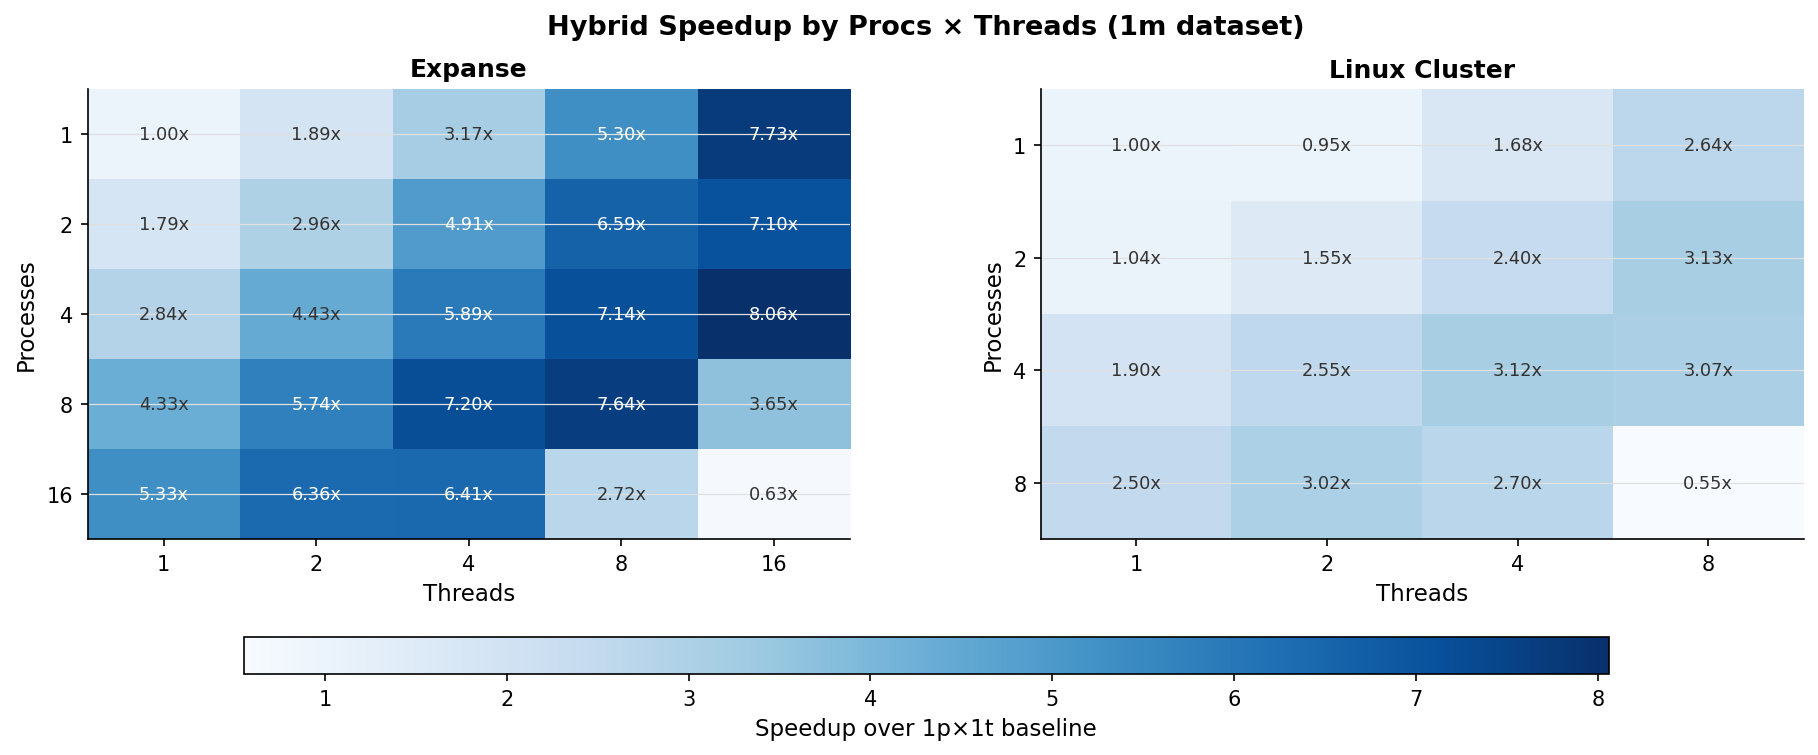 Hybrid Speedup by Procs × Threads (1m dataset)
Expanse
Processes
1 1.00x 1.89x 3.17x 5.30x 7.73x
2 1.79x 2.96x 4.91x 6.59x 7.10x
4 2.84x 4.43x 5.89x 7.14x 8.06x
8 4.33x 5.74x 7.20x 7.64x 3.65x
16 5.33x 6.36x 6.41x 2.72x 0.63x
1 2 4 8 16
Threads
Linux Cluster
Processes
1 1.00x 0.95x 1.68x 2.64x
2 1.04x 1.55x 2.40x 3.13x
4 1.90x 2.55x 3.12x 3.07x
8 2.50x 3.02x 2.70x 0.55x
1 2 4 8
Threads
1 2 3 4 5 6 7 8
Speedup over 1p×1t baseline